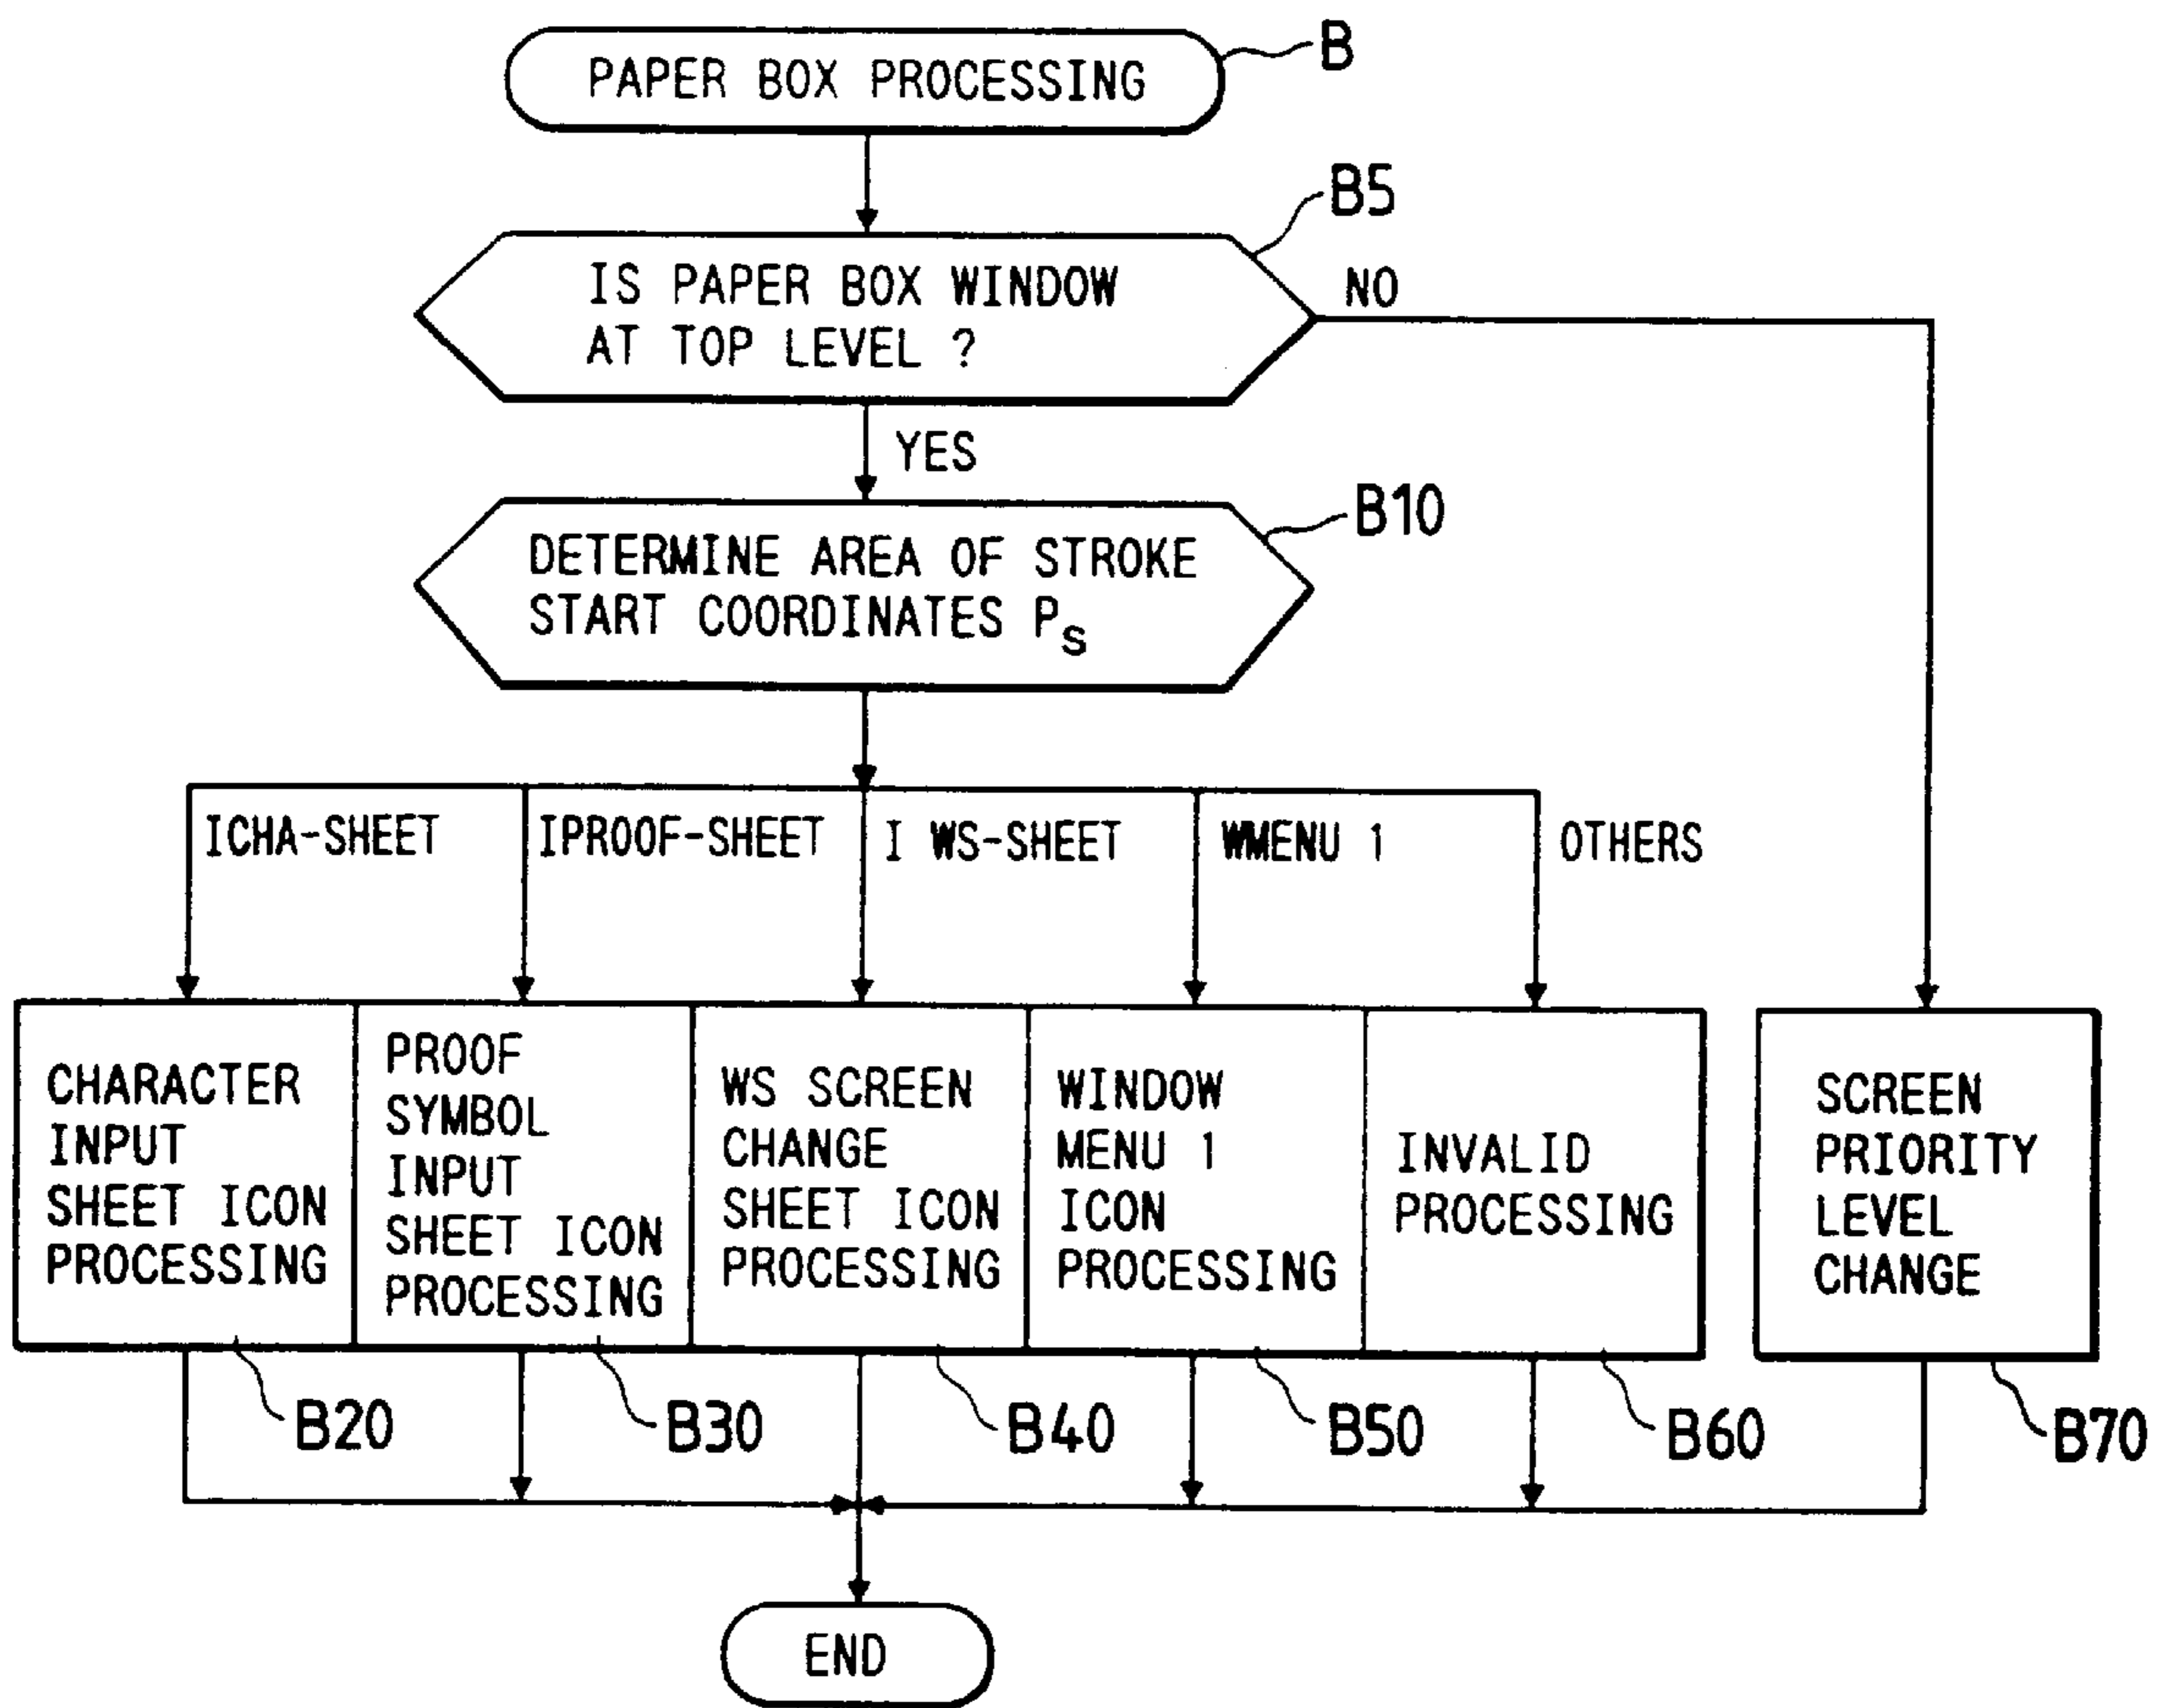 PAPER BOX PROCESSING
B
B5
IS PAPER BOX WINDOW
AT TOP LEVEL ?
NO
YES
B10
DETERMINE AREA OF STROKE
START COORDINATES Ps
ICHA-SHEET
IPROOF-SHEET
I WS-SHEET
WMENU 1
OTHERS
CHARACTER
INPUT
SHEET ICON
PROCESSING
PROOF
SYMBOL
INPUT
SHEET ICON
PROCESSING
WS SCREEN
CHANGE
SHEET ICON
PROCESSING
WINDOW
MENU 1
ICON
PROCESSING
INVALID
PROCESSING
SCREEN
PRIORITY
LEVEL
CHANGE
B20
B30
B40
B50
B60
B70
END